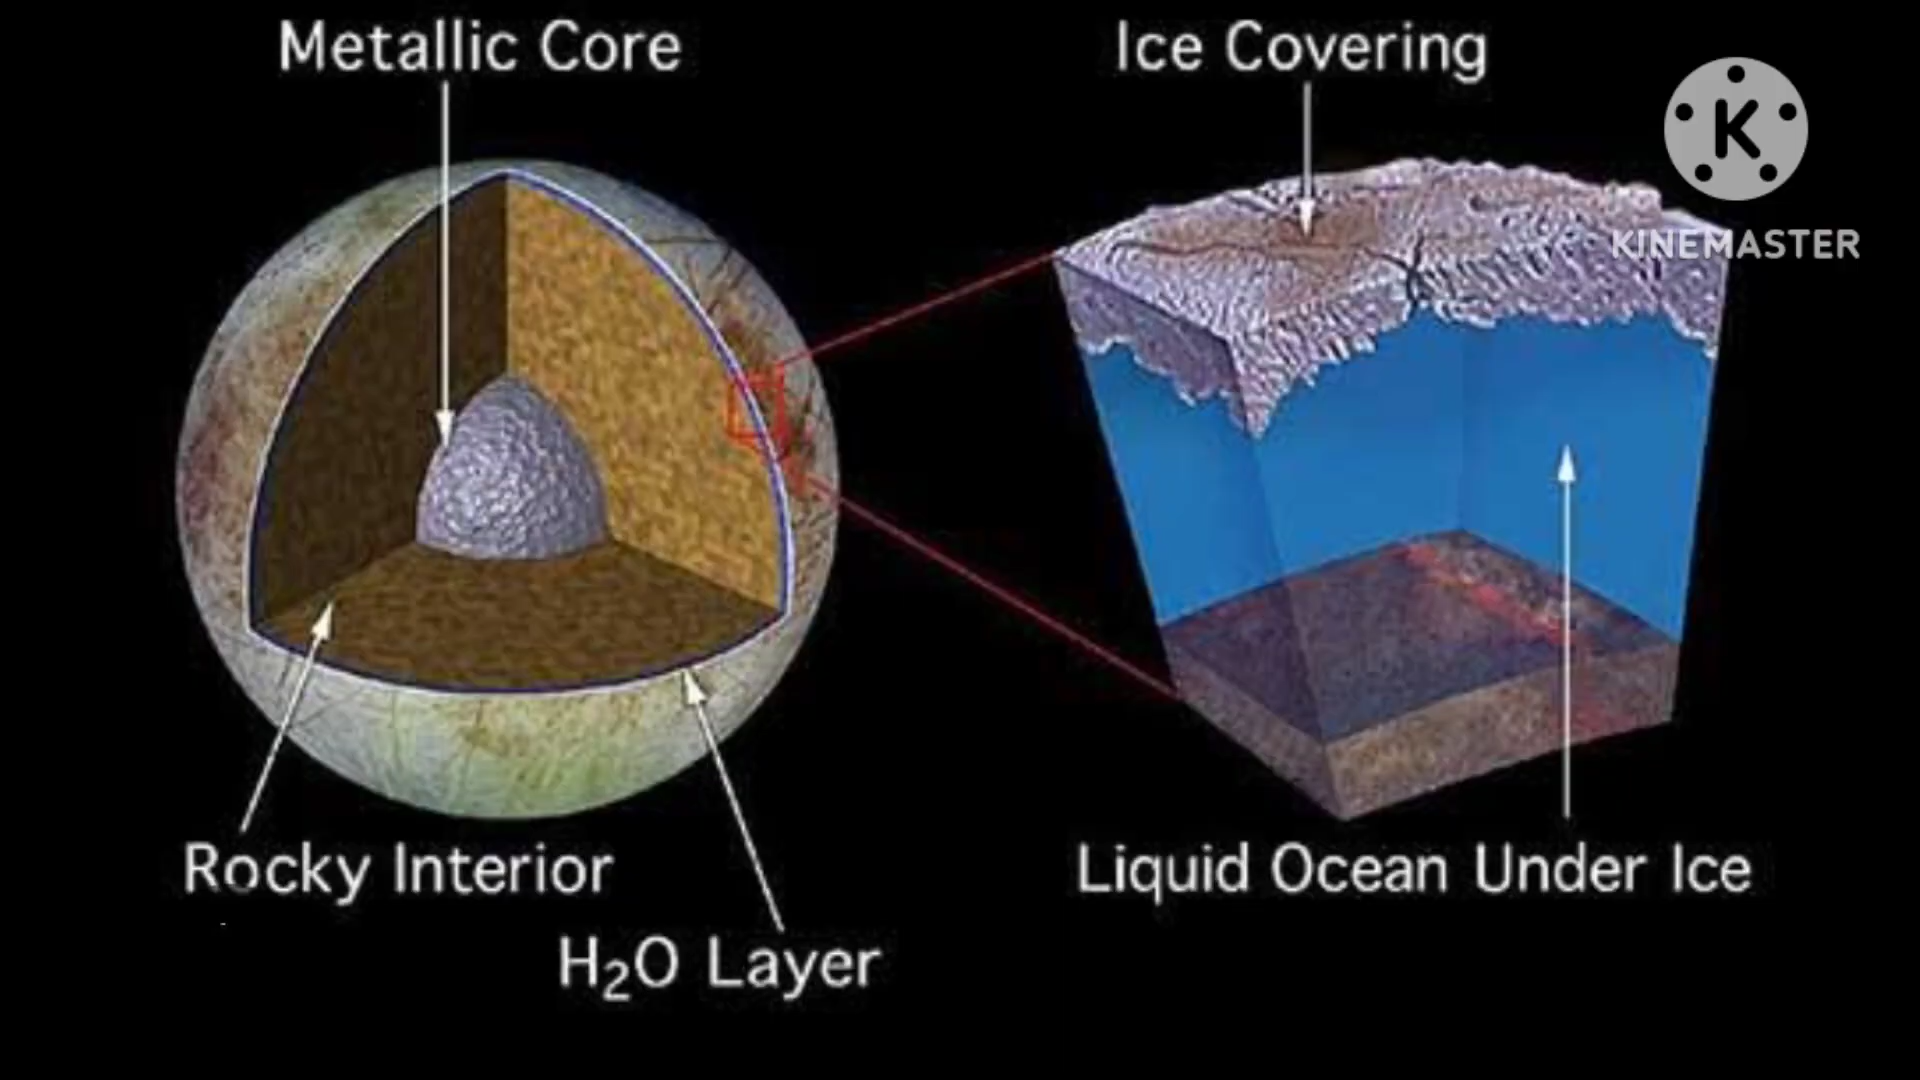 Metallic Core
Ice Covering
K
KINEMASTER
Rocky Interior
Liquid Ocean Under Ice
H₂O Layer